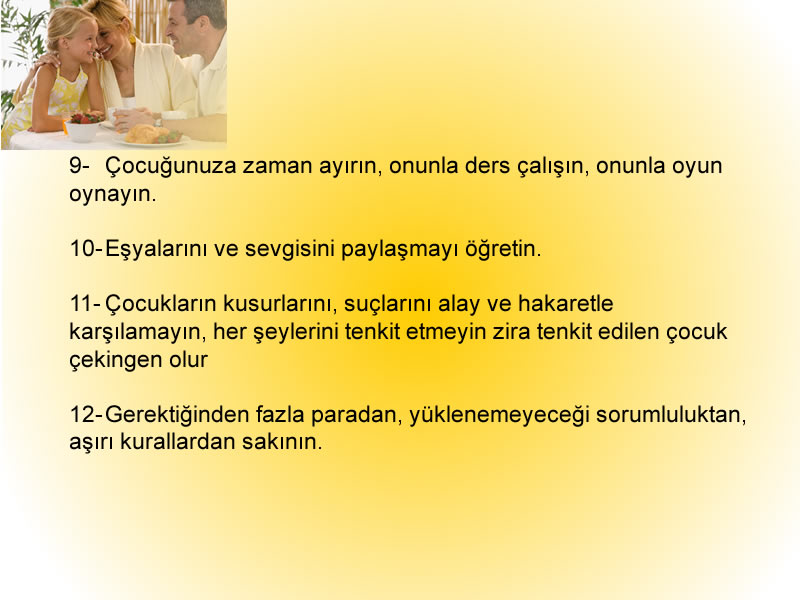 9- Çocuğunuza zaman ayırın, onunla ders çalışın, onunla oyun
oynayın.
10- Eşyalarını ve sevgisini paylaşmayı öğretin.
11- Çocukların kusurlarını, suçlarını alay ve hakaretle
karşılamayın, her şeylerini tenkit etmeyin zira tenkit edilen çocuk
çekingen olur
12- Gerektiğinden fazla paradan, yüklenemeyeceği sorumluluktan,
aşırı kurallardan sakının.